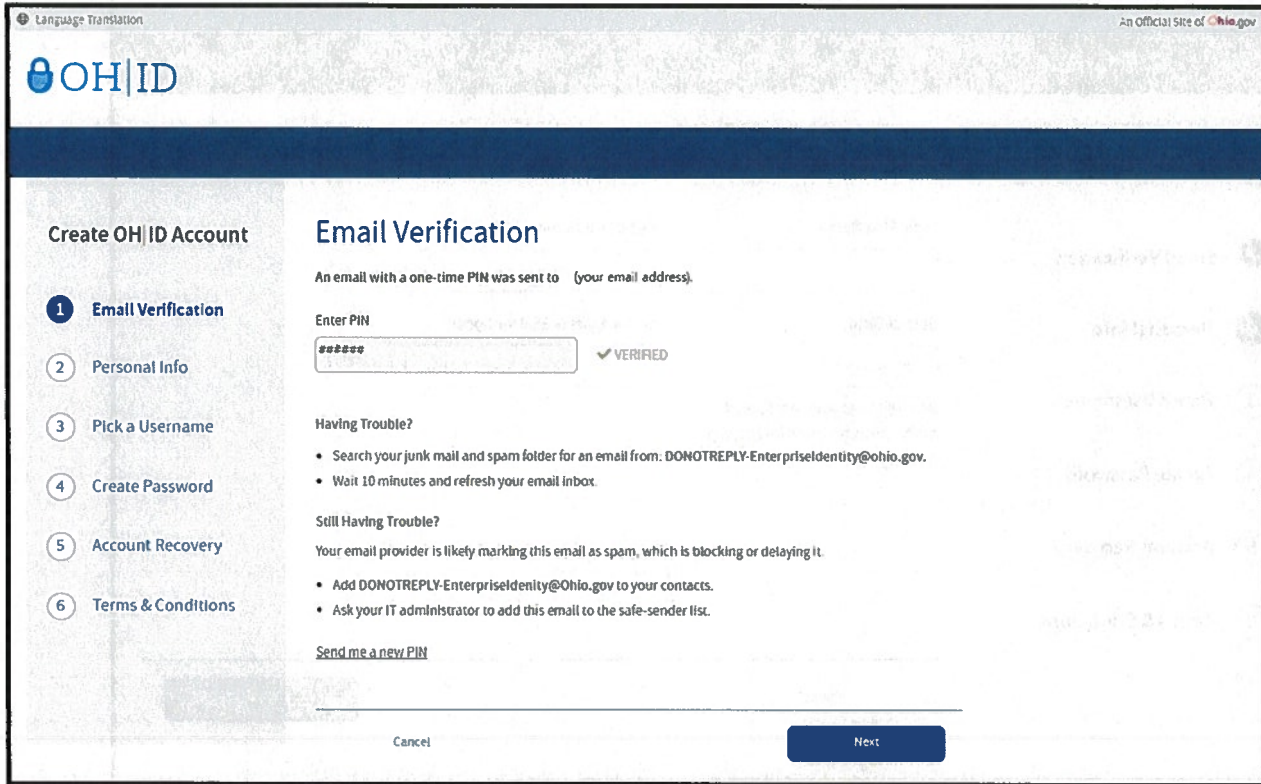 Language Translation
An Official Site of Ohio.gov
OH|ID
Create OH|ID Account
1 Email Verification
2 Personal Info
3 Pick a Username
4 Create Password
5 Account Recovery
6 Terms & Conditions
Email Verification
An email with a one-time PIN was sent to (your email address).
Enter PIN
######
✔ VERIFIED
Having Trouble?
• Search your junk mail and spam folder for an email from: DONOTREPLY-EnterpriseIdentity@ohio.gov.
• Wait 10 minutes and refresh your email inbox.
Still Having Trouble?
Your email provider is likely marking this email as spam, which is blocking or delaying it.
• Add DONOTREPLY-EnterpriseIdenity@Ohio.gov to your contacts.
• Ask your IT administrator to add this email to the safe-sender list.
Send me a new PIN
Cancel
Next